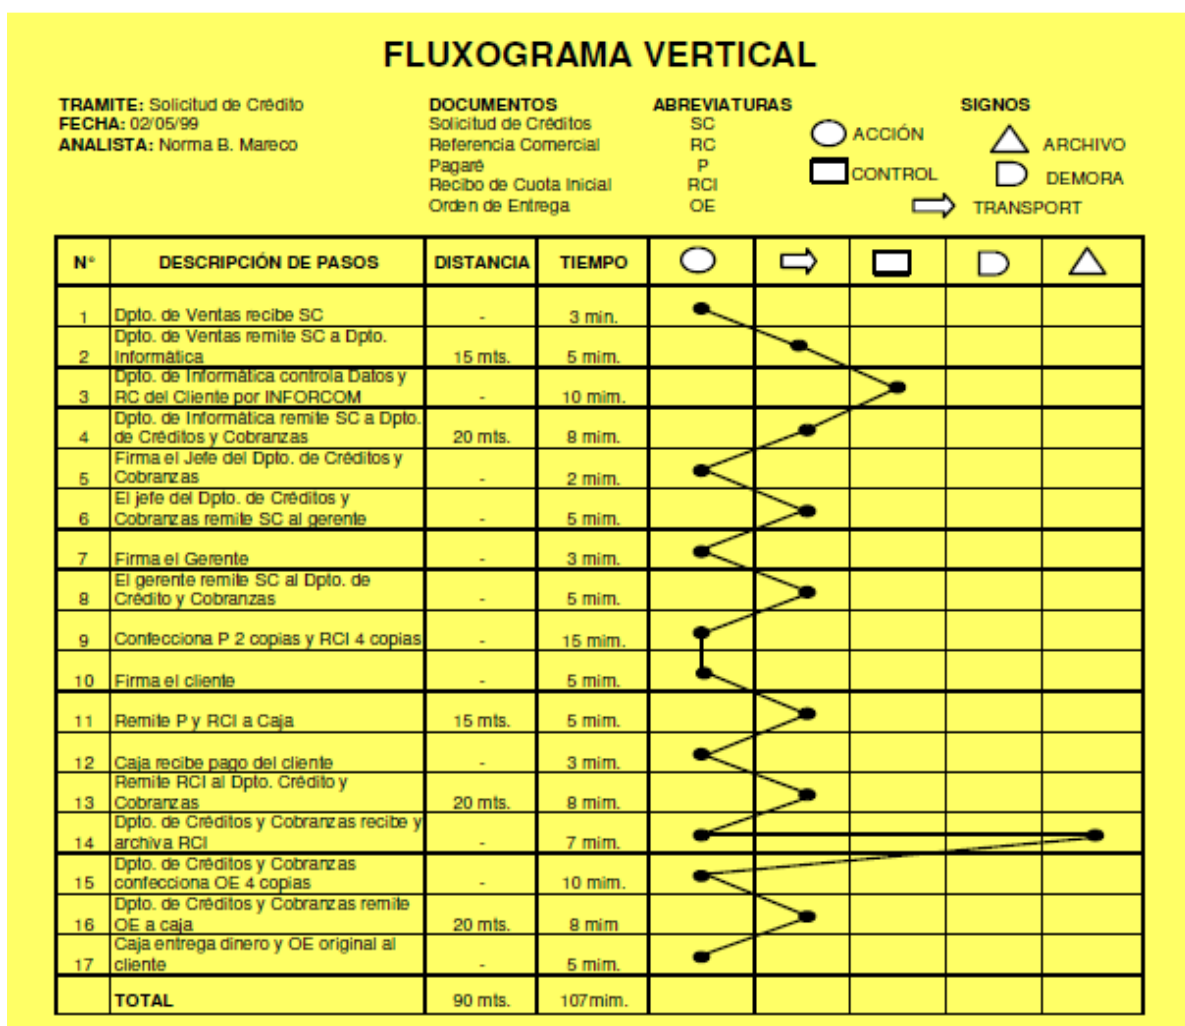 FLUXOGRAMA VERTICAL
TRAMITE: Solicitud de Crédito
FECHA: 02/05/99
ANALISTA: Norma B. Mareco
DOCUMENTOS ABREVIATURAS
Solicitud de Créditos SC
Referencia Comercial RC
Pagaré P
Recibo de Cuota Inicial RCI
Orden de Entrega OE
SIGNOS
ACCIÓN ARCHIVO
CONTROL DEMORA
TRANSPORT
N° DESCRIPCIÓN DE PASOS DISTANCIA TIEMPO
1 Dpto. de Ventas recibe SC - 3 min.
Dpto. de Ventas remite SC a Dpto.
2 Informática 15 mts. 5 mim.
Dpto. de Informática controla Datos y
3 RC del Cliente por INFORCOM - 10 mim.
Dpto. de Informática remite SC a Dpto.
4 de Créditos y Cobranzas 20 mts. 8 mim.
Firma el Jefe del Dpto. de Créditos y
5 Cobranzas - 2 mim.
El jefe del Dpto. de Créditos y
6 Cobranzas remite SC al gerente - 5 mim.
7 Firma el Gerente - 3 mim.
El gerente remite SC al Dpto. de
8 Crédito y Cobranzas - 5 mim.
9 Confecciona P 2 copias y RCI 4 copias - 15 mim.
10 Firma el cliente - 5 mim.
11 Remite P y RCI a Caja 15 mts. 5 mim.
12 Caja recibe pago del cliente - 3 mim.
Remite RCI al Dpto. Crédito y
13 Cobranzas 20 mts. 8 mim.
Dpto. de Créditos y Cobranzas recibe y
14 archiva RCI - 7 mim.
Dpto. de Créditos y Cobranzas
15 confecciona OE 4 copias - 10 mim.
Dpto. de Créditos y Cobranzas remite
16 OE a caja 20 mts. 8 mim
Caja entrega dinero y OE original al
17 cliente - 5 mim.
TOTAL 90 mts. 107mim.